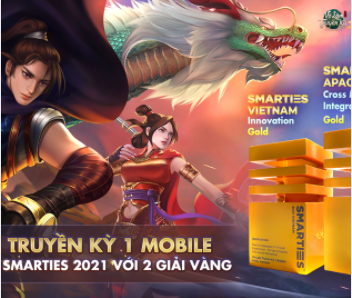 SMARTIES
VIETNAM
Innovation
Gold
SMART
APAC
Cross
Integra
Gold
SMARTIES
TRUYỀN KỲ 1 MOBILE
SMARTIES 2021 VỚI 2 GIẢI VÀNG